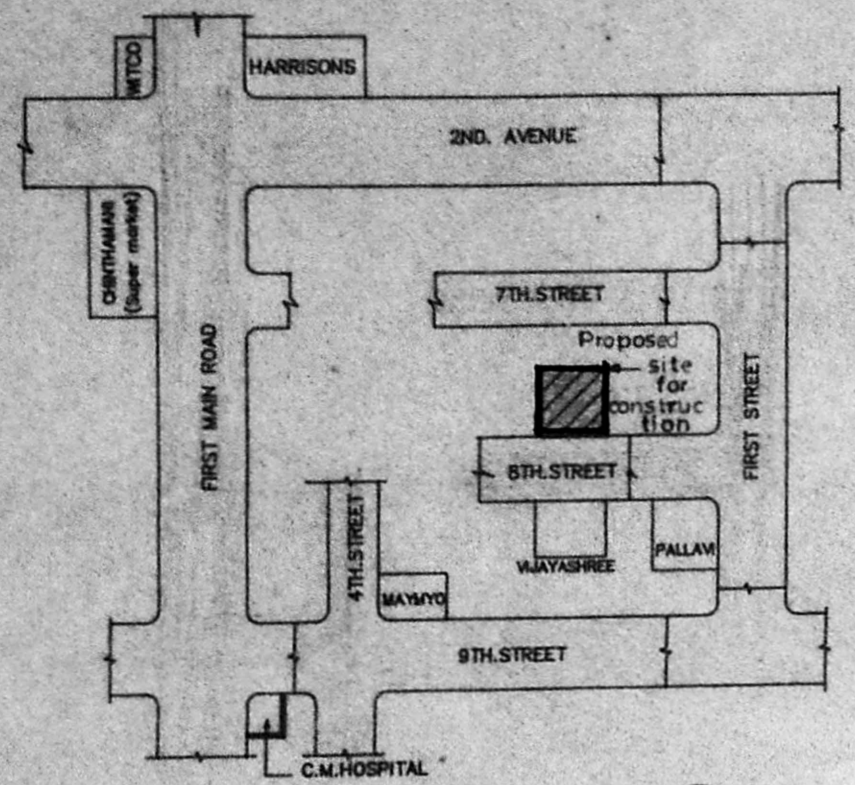 WITCO
HARRISONS
2ND. AVENUE
CHINTHAMANI
(Super market)
7TH.STREET
Proposed
site
for
construc
tion
FIRST MAIN ROAD
FIRST STREET
8TH.STREET
4TH.STREET
VIJAYASHREE
PALLAVI
MAYMYO
9TH.STREET
C.M.HOSPITAL